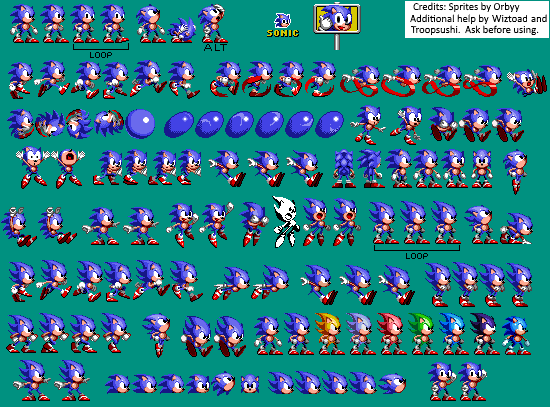 Credits: Sprites by Orbyy
Additional help by Wiztoad and
Troopsushi. Ask before using.
SONIC
LOOP
ALT
LOOP